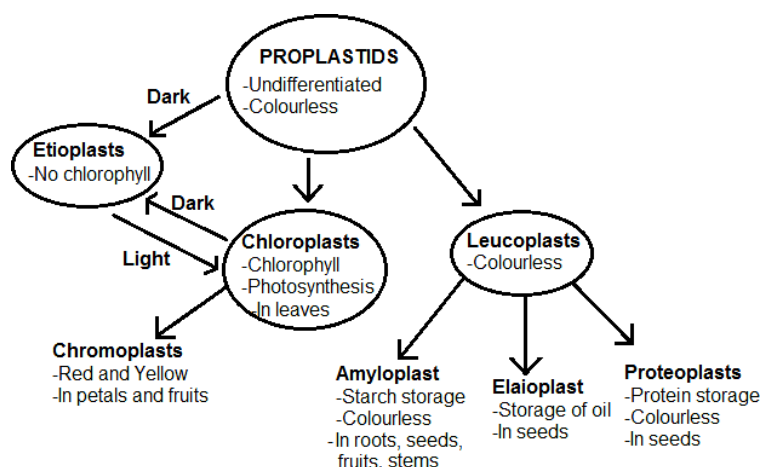 PROPLASTIDS
-Undifferentiated
-Colourless
Dark
Etioplasts
-No chlorophyll
Dark
Light
Chloroplasts
-Chlorophyll
-Photosynthesis
-In leaves
Leucoplasts
-Colourless
Chromoplasts
-Red and Yellow
-In petals and fruits
Amyloplast
-Starch storage
-Colourless
-In roots, seeds,
fruits, stems
Elaioplast
-Storage of oil
-In seeds
Proteoplasts
-Protein storage
-Colourless
-In seeds